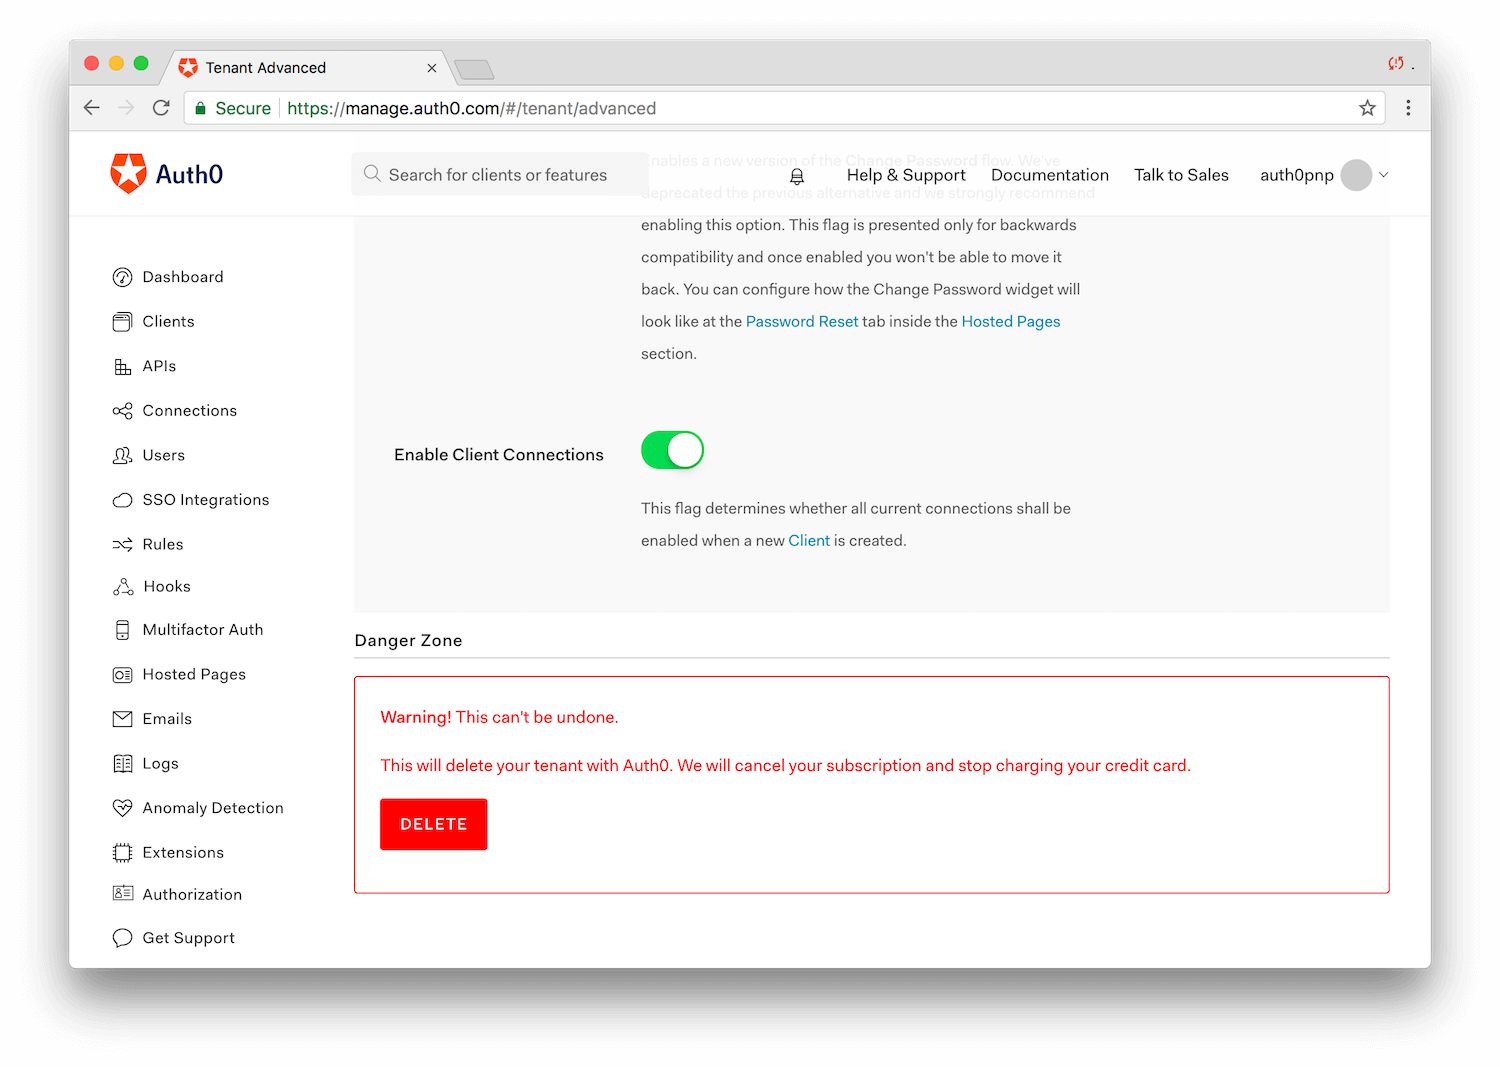 Tenant Advanced
Secure https://manage.auth0.com/#/tenant/advanced
Auth0
Search for clients or features
Help & Support
Documentation
Talk to Sales
auth0pnp
Enables a new version of the Change Password flow. We've
deprecated the previous alternative and we strongly recommend
enabling this option. This flag is presented only for backwards
compatibility and once enabled you won't be able to move it
back. You can configure how the Change Password widget will
look like at the Password Reset tab inside the Hosted Pages
section.
Dashboard
Clients
APIs
Connections
Users
SSO Integrations
Rules
Hooks
Multifactor Auth
Hosted Pages
Emails
Logs
Anomaly Detection
Extensions
Authorization
Get Support
Enable Client Connections
This flag determines whether all current connections shall be
enabled when a new Client is created.
Danger Zone
Warning! This can't be undone.
This will delete your tenant with Auth0. We will cancel your subscription and stop charging your credit card.
DELETE